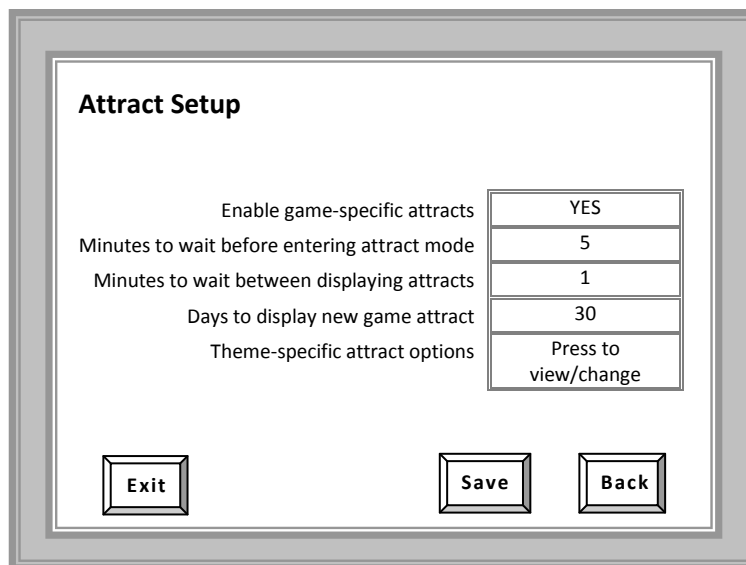 Attract Setup
Enable game-specific attracts YES
Minutes to wait before entering attract mode 5
Minutes to wait between displaying attracts 1
Days to display new game attract 30
Theme-specific attract options Press to
view/change
Exit Save Back